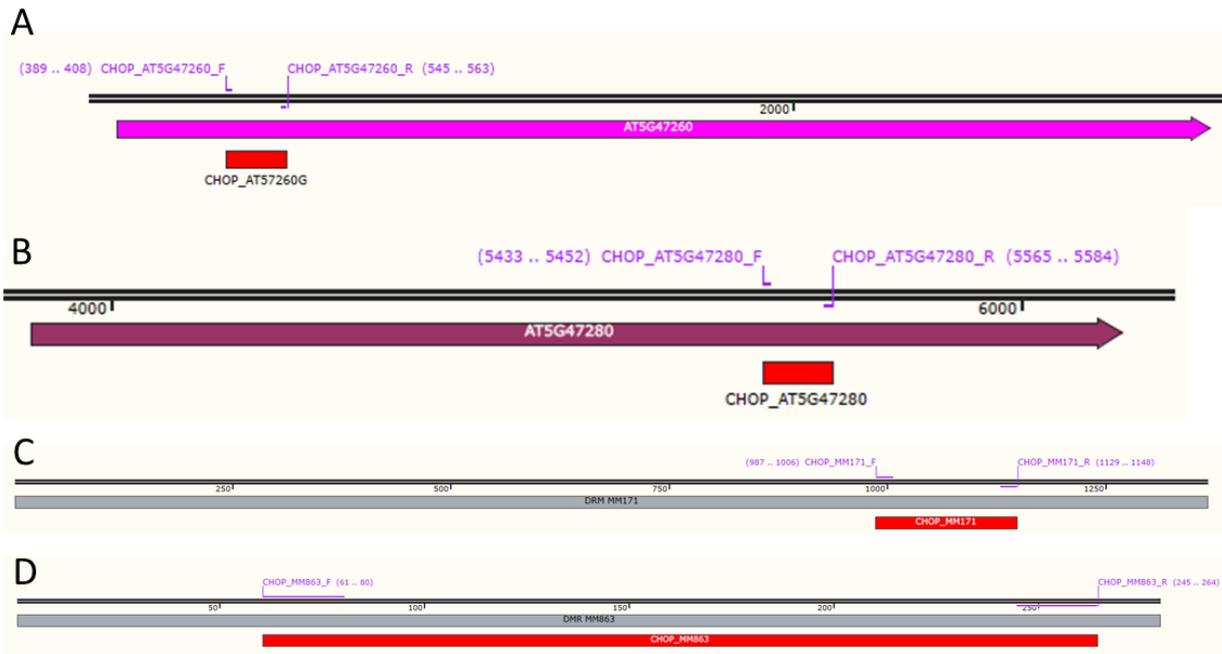 A
(389 .. 408) CHOP_AT5G47260_F CHOP_AT5G47260_R (545 .. 563)
2000
AT5G47260
CHOP_AT57260G
B
(5433 .. 5452) CHOP_AT5G47280_F CHOP_AT5G47280_R (5565 .. 5584)
4000 6000
AT5G47280
CHOP_AT5G47280
C
(987 .. 1006) CHOP_MM171_F CHOP_MM171_R (1129 .. 1148)
250 500 750 1000 1250
DRM MM171
CHOP_MM171
D
CHOP_MM863_F (61 .. 80) CHOP_MM863_R (245 .. 264)
50 100 150 200 250
DMR MM863
CHOP_MM863